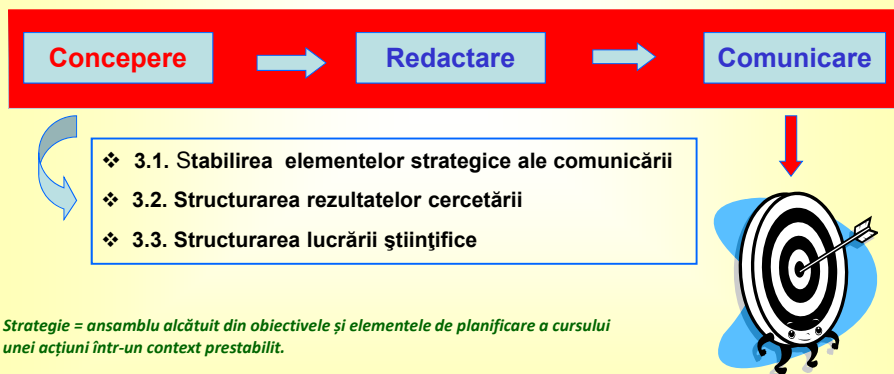 Concepere Redactare Comunicare
❖ 3.1. Stabilirea elementelor strategice ale comunicării
❖ 3.2. Structurarea rezultatelor cercetării
❖ 3.3. Structurarea lucrării ştiinţifice
Strategie = ansamblu alcătuit din obiectivele și elementele de planificare a cursului
unei acțiuni într-un context prestabilit.